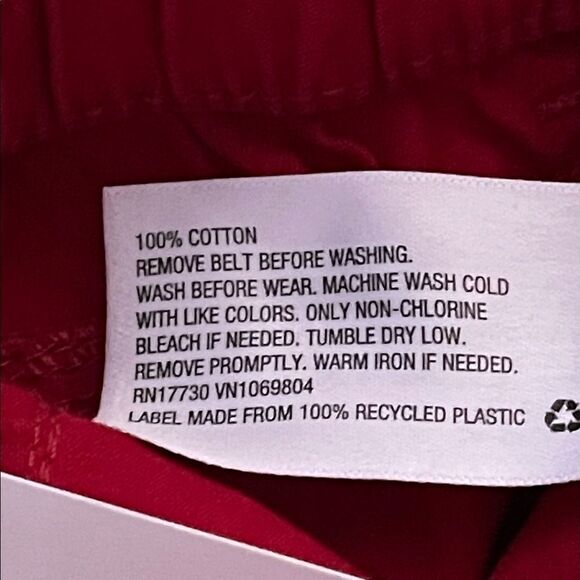 100% COTTON
REMOVE BELT BEFORE WASHING.
WASH BEFORE WEAR. MACHINE WASH COLD
WITH LIKE COLORS. ONLY NON-CHLORINE
BLEACH IF NEEDED. TUMBLE DRY LOW.
REMOVE PROMPTLY. WARM IRON IF NEEDED.
RN17730 VN1069804
LABEL MADE FROM 100% RECYCLED PLASTIC